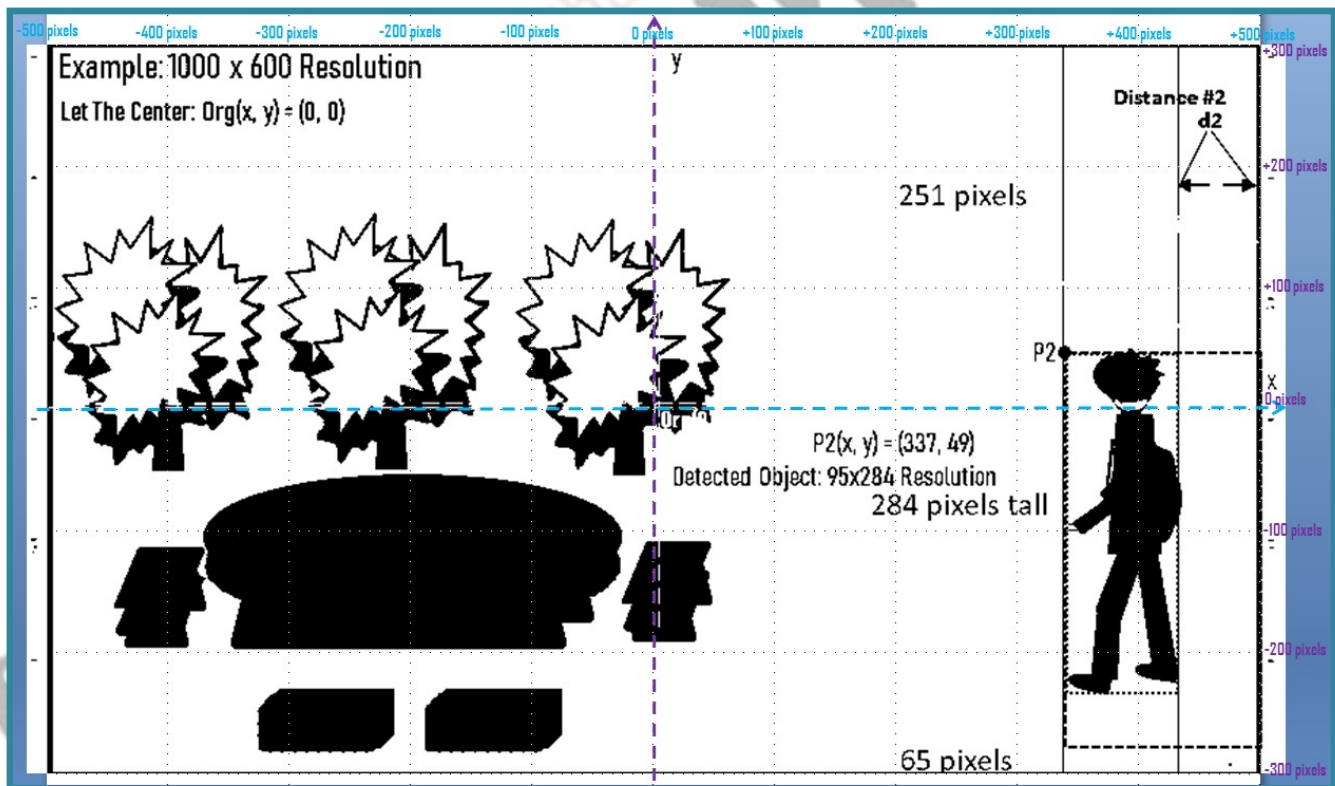 -500 pixels
-400 pixels
-300 pixels
-200 pixels
-100 pixels
0 pixels
+100 pixels
+200 pixels
+300 pixels
+400 pixels
+500 pixels
+300 pixels
Example: 1000 x 600 Resolution
y
Let The Center: Org(x, y) = (0, 0)
Distance #2
d2
+200 pixels
251 pixels
+100 pixels
P2
x
0 pixels
P2(x, y) = (337, 49)
Detected Object: 95x284 Resolution
284 pixels tall
-100 pixels
-200 pixels
65 pixels
-300 pixels